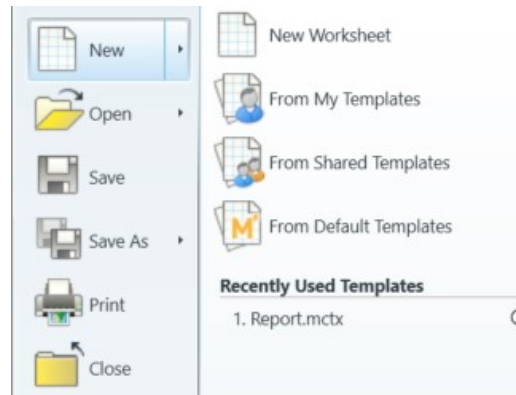 New
Open
Save
Save As
Print
Close
New Worksheet
From My Templates
From Shared Templates
From Default Templates
Recently Used Templates
1. Report.mctx